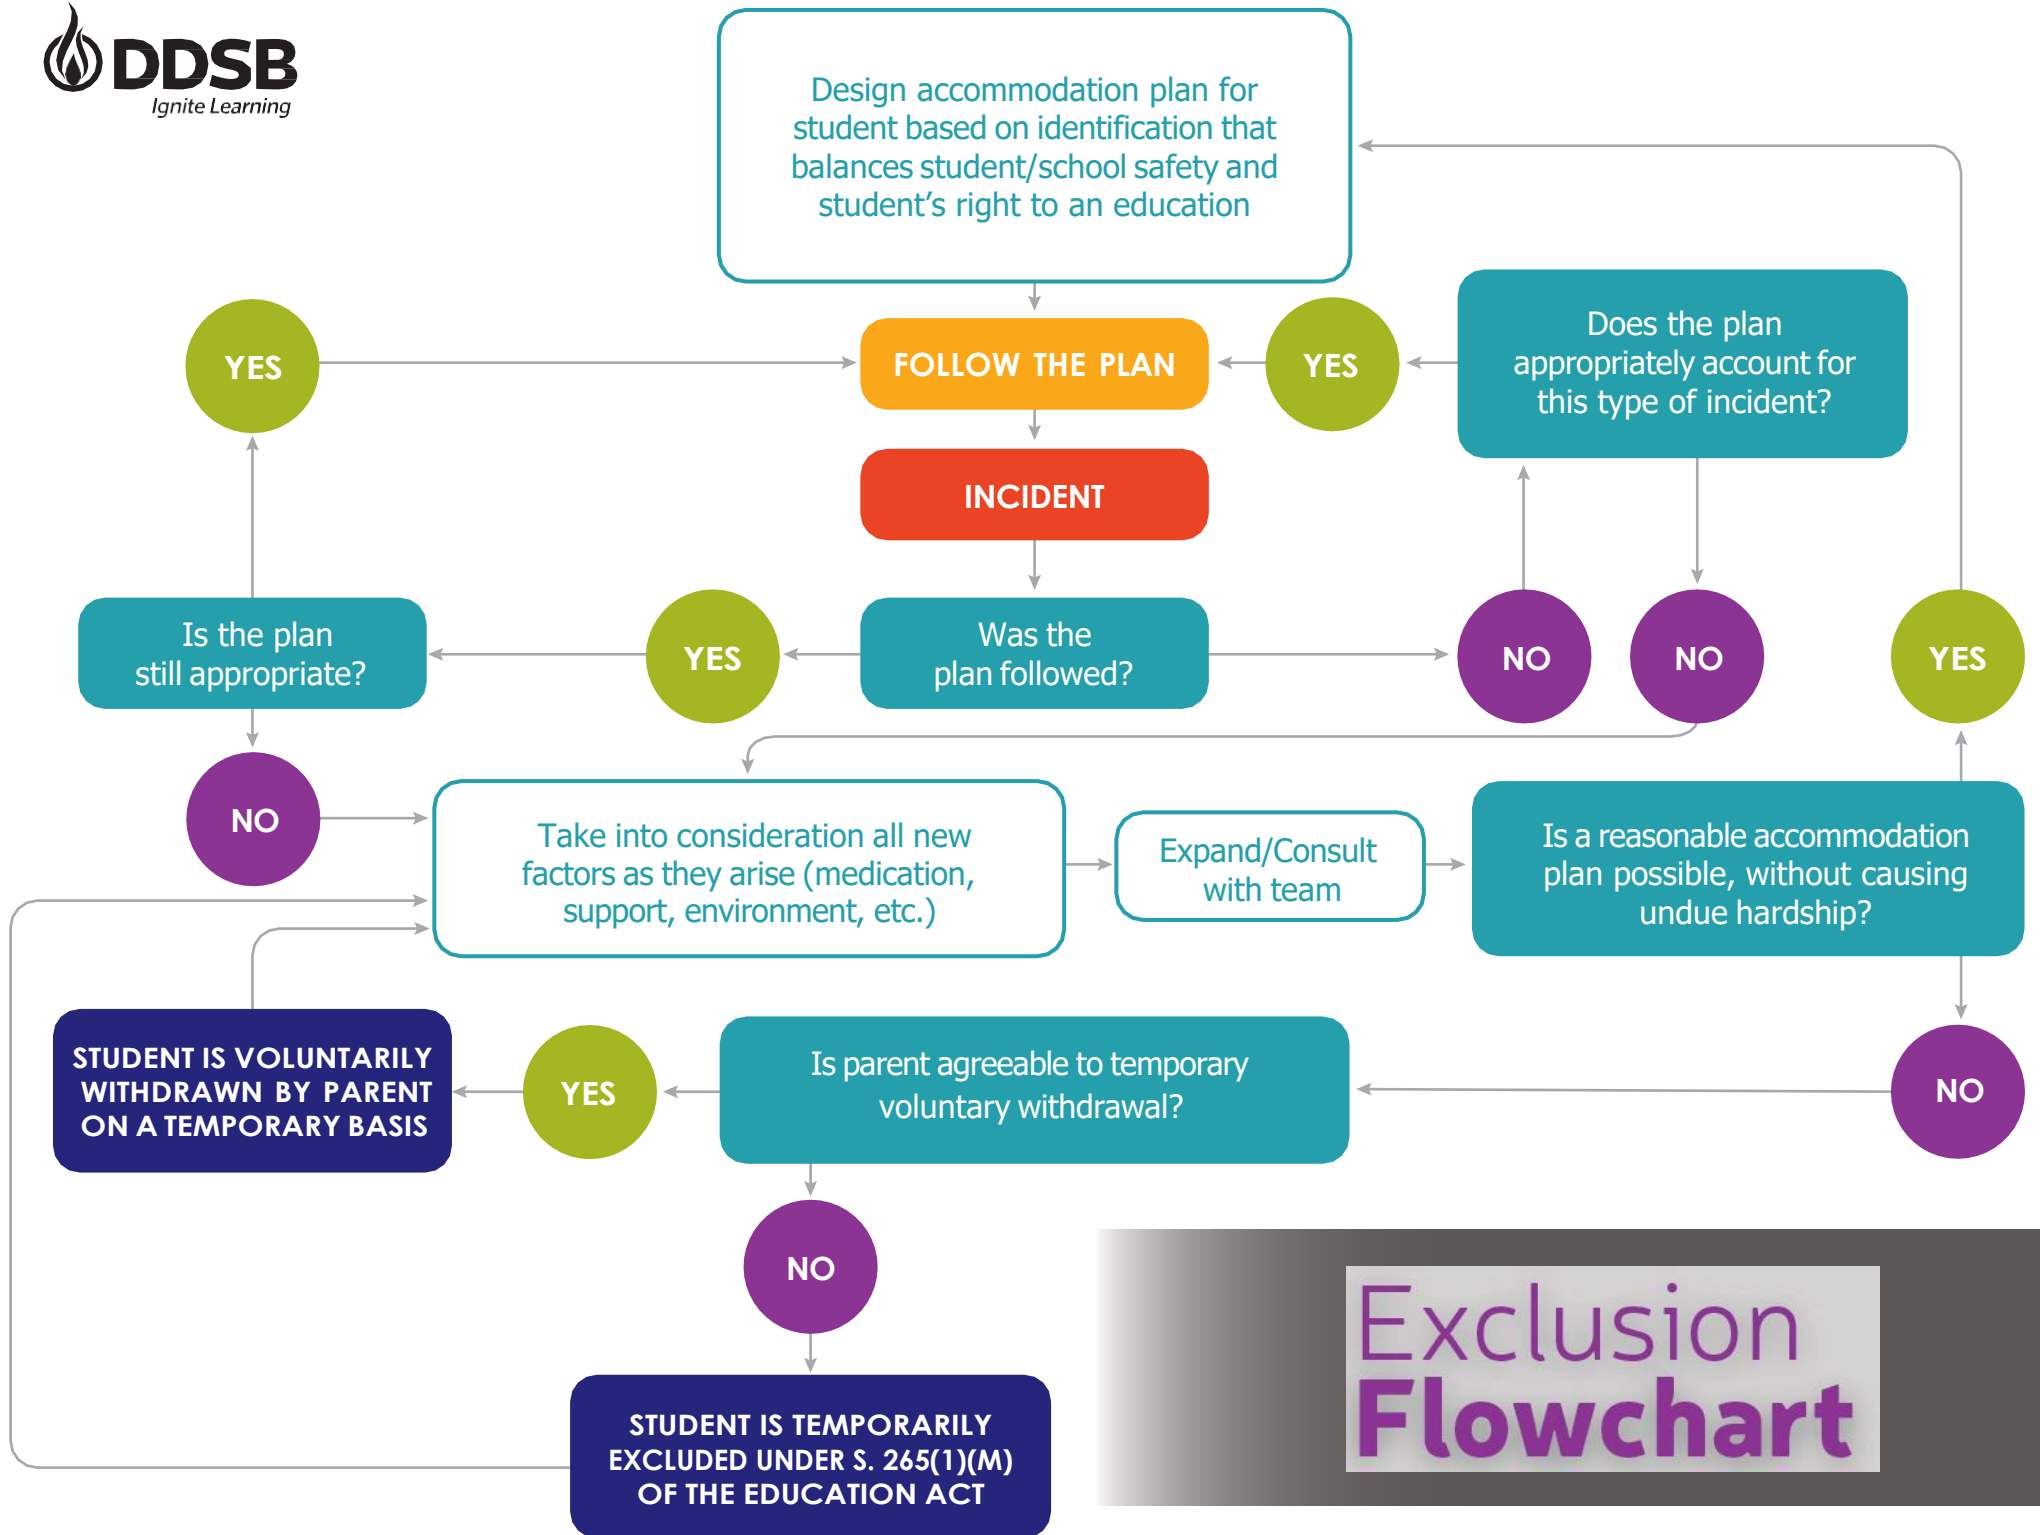 DDSB
Ignite Learning
Design accommodation plan for
student based on identification that
balances student/school safety and
student’s right to an education
YES
FOLLOW THE PLAN
YES
Does the plan
appropriately account for
this type of incident?
INCIDENT
Is the plan
still appropriate?
YES
Was the
plan followed?
NO
NO
YES
NO
Take into consideration all new
factors as they arise (medication,
support, environment, etc.)
Expand/Consult
with team
Is a reasonable accommodation
plan possible, without causing
undue hardship?
STUDENT IS VOLUNTARILY
WITHDRAWN BY PARENT
ON A TEMPORARY BASIS
YES
Is parent agreeable to temporary
voluntary withdrawal?
NO
NO
STUDENT IS TEMPORARILY
EXCLUDED UNDER S. 265(1)(M)
OF THE EDUCATION ACT
Exclusion
Flowchart